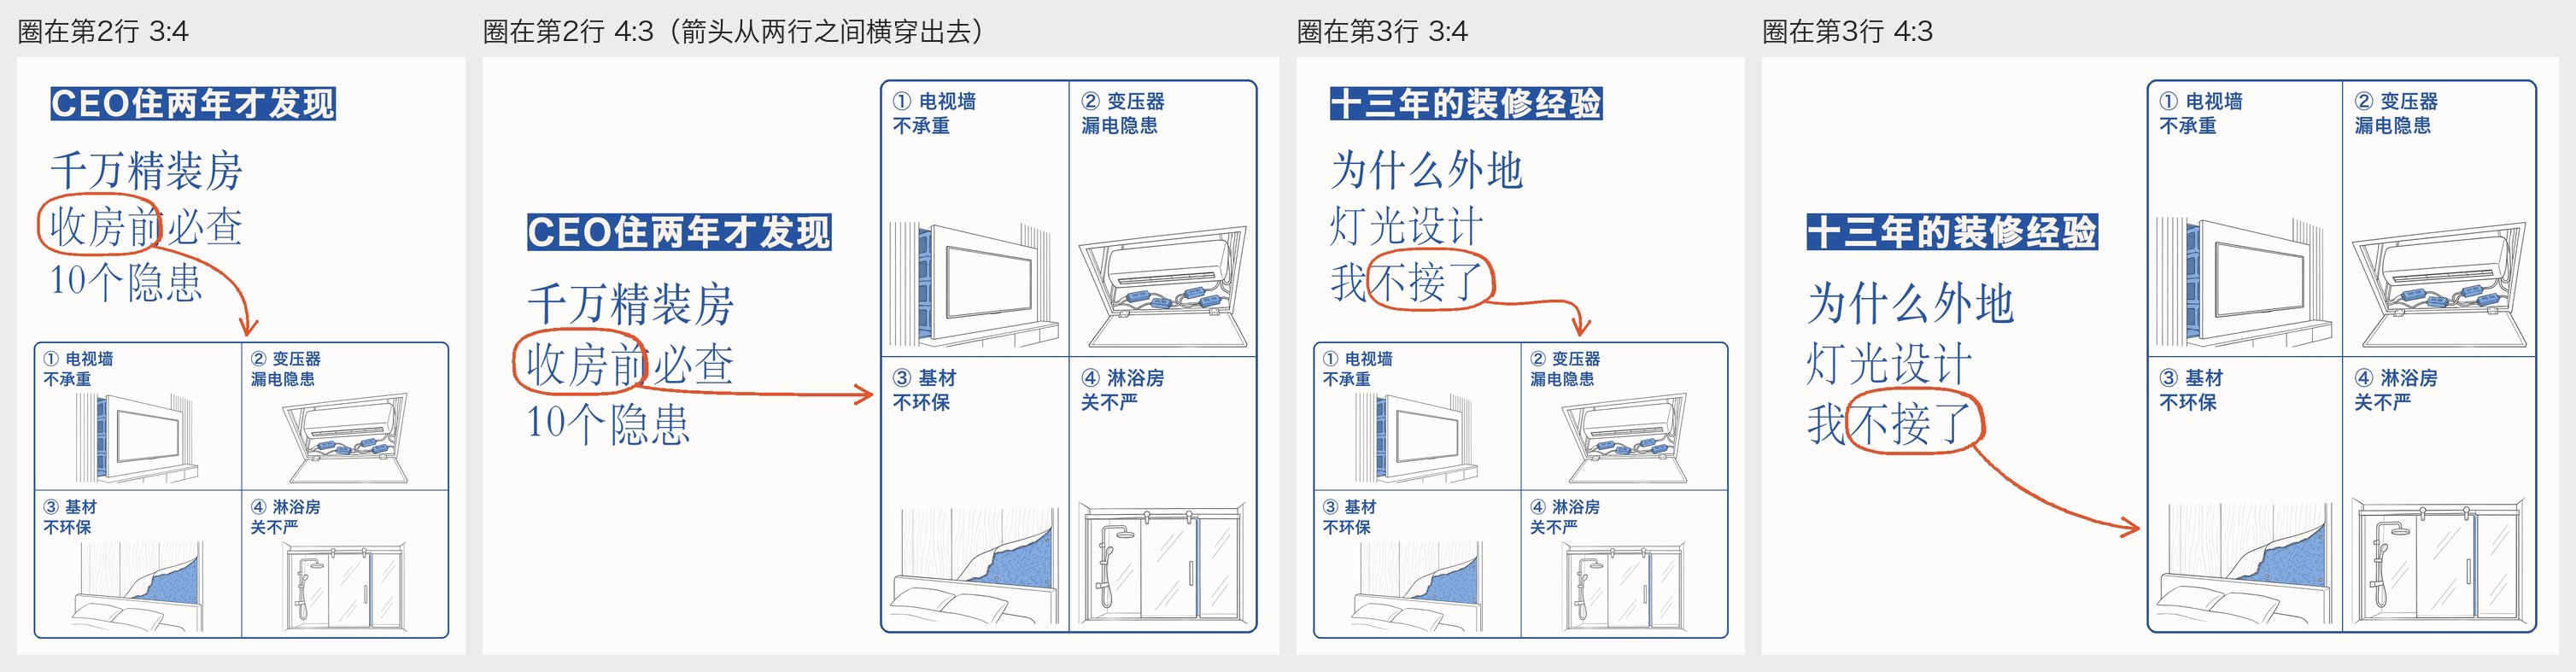 圈在第2行 3:4
CEO住两年才发现
千万精装房
收房前必查
10个隐患
① 电视墙
不承重
② 变压器
漏电隐患
③ 基材
不环保
④ 淋浴房
关不严
圈在第2行 4:3（箭头从两行之间横穿出去）
CEO住两年才发现
千万精装房
收房前必查
10个隐患
① 电视墙
不承重
② 变压器
漏电隐患
③ 基材
不环保
④ 淋浴房
关不严
圈在第3行 3:4
十三年的装修经验
为什么外地
灯光设计
我不接了
① 电视墙
不承重
② 变压器
漏电隐患
③ 基材
不环保
④ 淋浴房
关不严
圈在第3行 4:3
十三年的装修经验
为什么外地
灯光设计
我不接了
① 电视墙
不承重
② 变压器
漏电隐患
③ 基材
不环保
④ 淋浴房
关不严